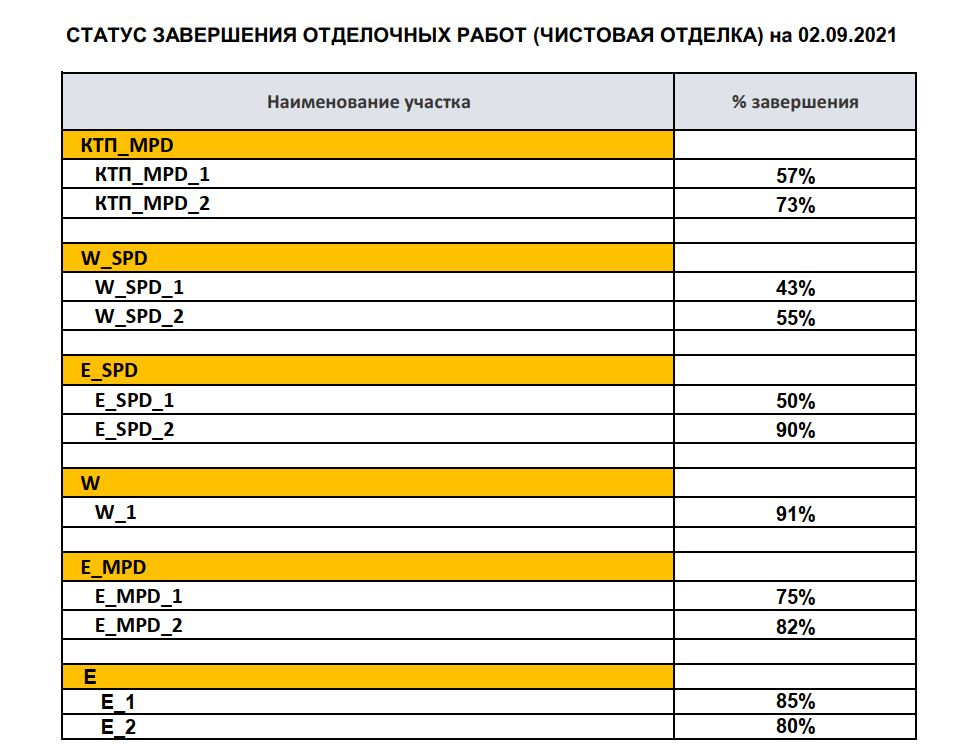 СТАТУС ЗАВЕРШЕНИЯ ОТДЕЛОЧНЫХ РАБОТ (ЧИСТОВАЯ ОТДЕЛКА) на 02.09.2021
Наименование участка % завершения
КТП_MPD
КТП_MPD_1 57%
КТП_MPD_2 73%
W_SPD
W_SPD_1 43%
W_SPD_2 55%
E_SPD
E_SPD_1 50%
E_SPD_2 90%
W
W_1 91%
E_MPD
E_MPD_1 75%
E_MPD_2 82%
E
E_1 85%
E_2 80%